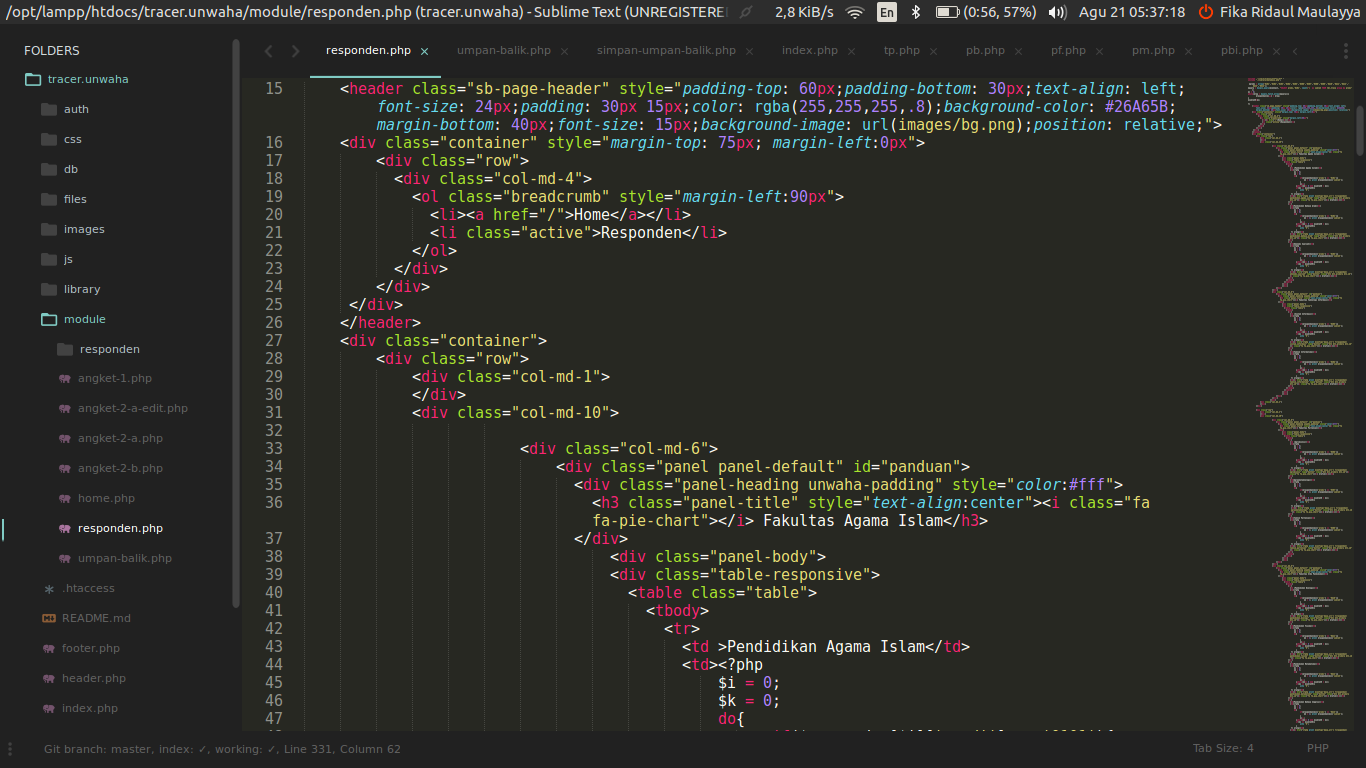 /opt/lampp/htdocs/tracer.unwaha/module/responden.php (tracer.unwaha) - Sublime Text (UNREGISTERE 2,8 KiB/s En (0:56, 57%) Agu 21 05:37:18 Fika Ridaul Maulayya
FOLDERS
tracer.unwaha
auth
css
db
files
images
js
library
module
responden
angket-1.php
angket-2-a-edit.php
angket-2-a.php
angket-2-b.php
home.php
responden.php
umpan-balik.php
.htaccess
README.md
footer.php
header.php
index.php
responden.php × umpan-balik.php × simpan-umpan-balik.php × index.php × tp.php × pb.php × pf.php × pm.php × pbi.php ×
15 <header class="sb-page-header" style="padding-top: 60px;padding-bottom: 30px;text-align: left;
font-size: 24px;padding: 30px 15px;color: rgba(255,255,255,.8);background-color: #26A65B;
margin-bottom: 40px;font-size: 15px;background-image: url(images/bg.png);position: relative;">
16 <div class="container" style="margin-top: 75px; margin-left:0px">
17 <div class="row">
18 <div class="col-md-4">
19 <ol class="breadcrumb" style="margin-left:90px">
20 <li><a href="/">Home</a></li>
21 <li class="active">Responden</li>
22 </ol>
23 </div>
24 </div>
25 </div>
26 </header>
27 <div class="container">
28 <div class="row">
29 <div class="col-md-1">
30 </div>
31 <div class="col-md-10">
32
33 <div class="col-md-6">
34 <div class="panel panel-default" id="panduan">
35 <div class="panel-heading unwaha-padding" style="color:#fff">
36 <h3 class="panel-title" style="text-align:center"><i class="fa
fa-pie-chart"></i> Fakultas Agama Islam</h3>
37 </div>
38 <div class="panel-body">
39 <div class="table-responsive">
40 <table class="table">
41 <tbody>
42 <tr>
43 <td >Pendidikan Agama Islam</td>
44 <td><?php
45 $i = 0;
46 $k = 0;
47 do{
Git branch: master, index: ✓, working: ✓, Line 331, Column 62 Tab Size: 4 PHP